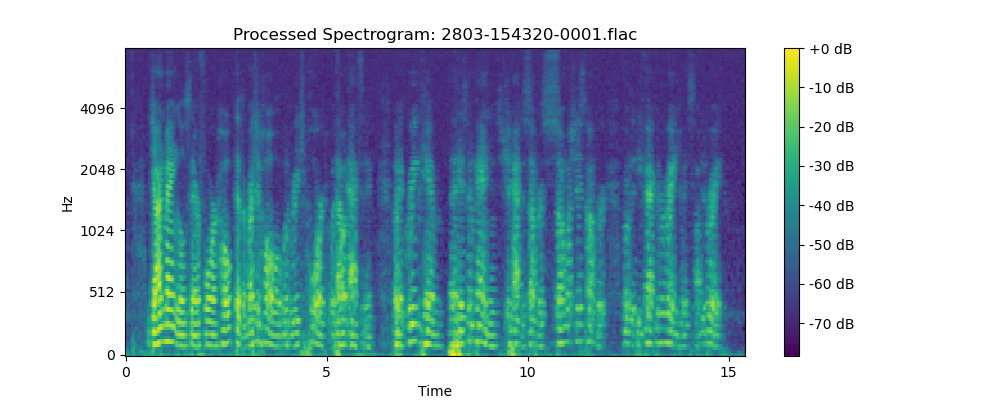 Processed Spectrogram: 2803-154320-0001.flac
Hz
4096
2048
1024
512
0
0
5
10
15
Time
+0 dB
-10 dB
-20 dB
-30 dB
-40 dB
-50 dB
-60 dB
-70 dB